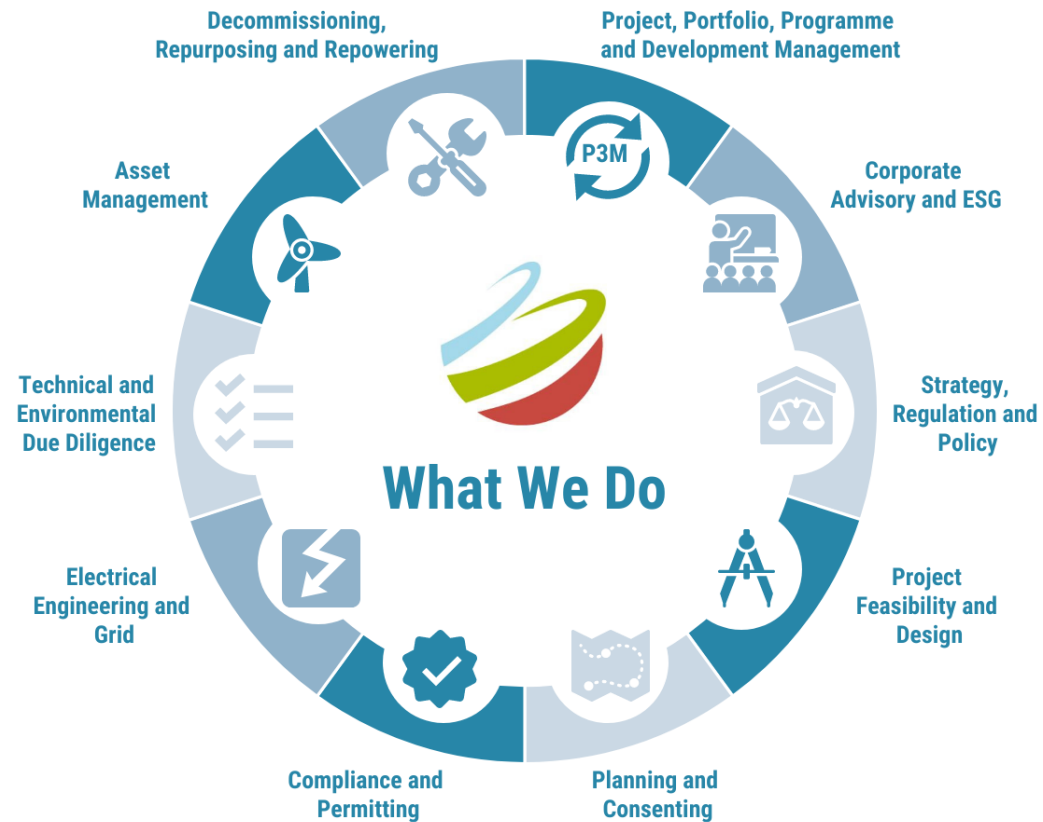 Decommissioning,
Repurposing and Repowering
Project, Portfolio, Programme
and Development Management
P3M
Asset
Management
Corporate
Advisory and ESG
Technical and
Environmental
Due Diligence
Strategy,
Regulation and
Policy
What We Do
Electrical
Engineering and
Grid
Project
Feasibility and
Design
Compliance and
Permitting
Planning and
Consenting